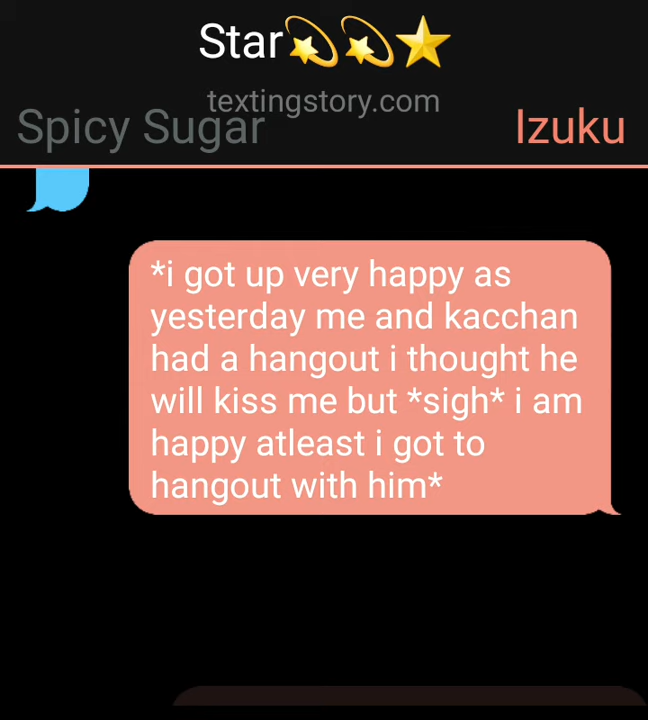 Star💫💫⭐
textingstory.com
Spicy Sugar
Izuku
*i got up very happy as
yesterday me and kacchan
had a hangout i thought he
will kiss me but *sigh* i am
happy atleast i got to
hangout with him*